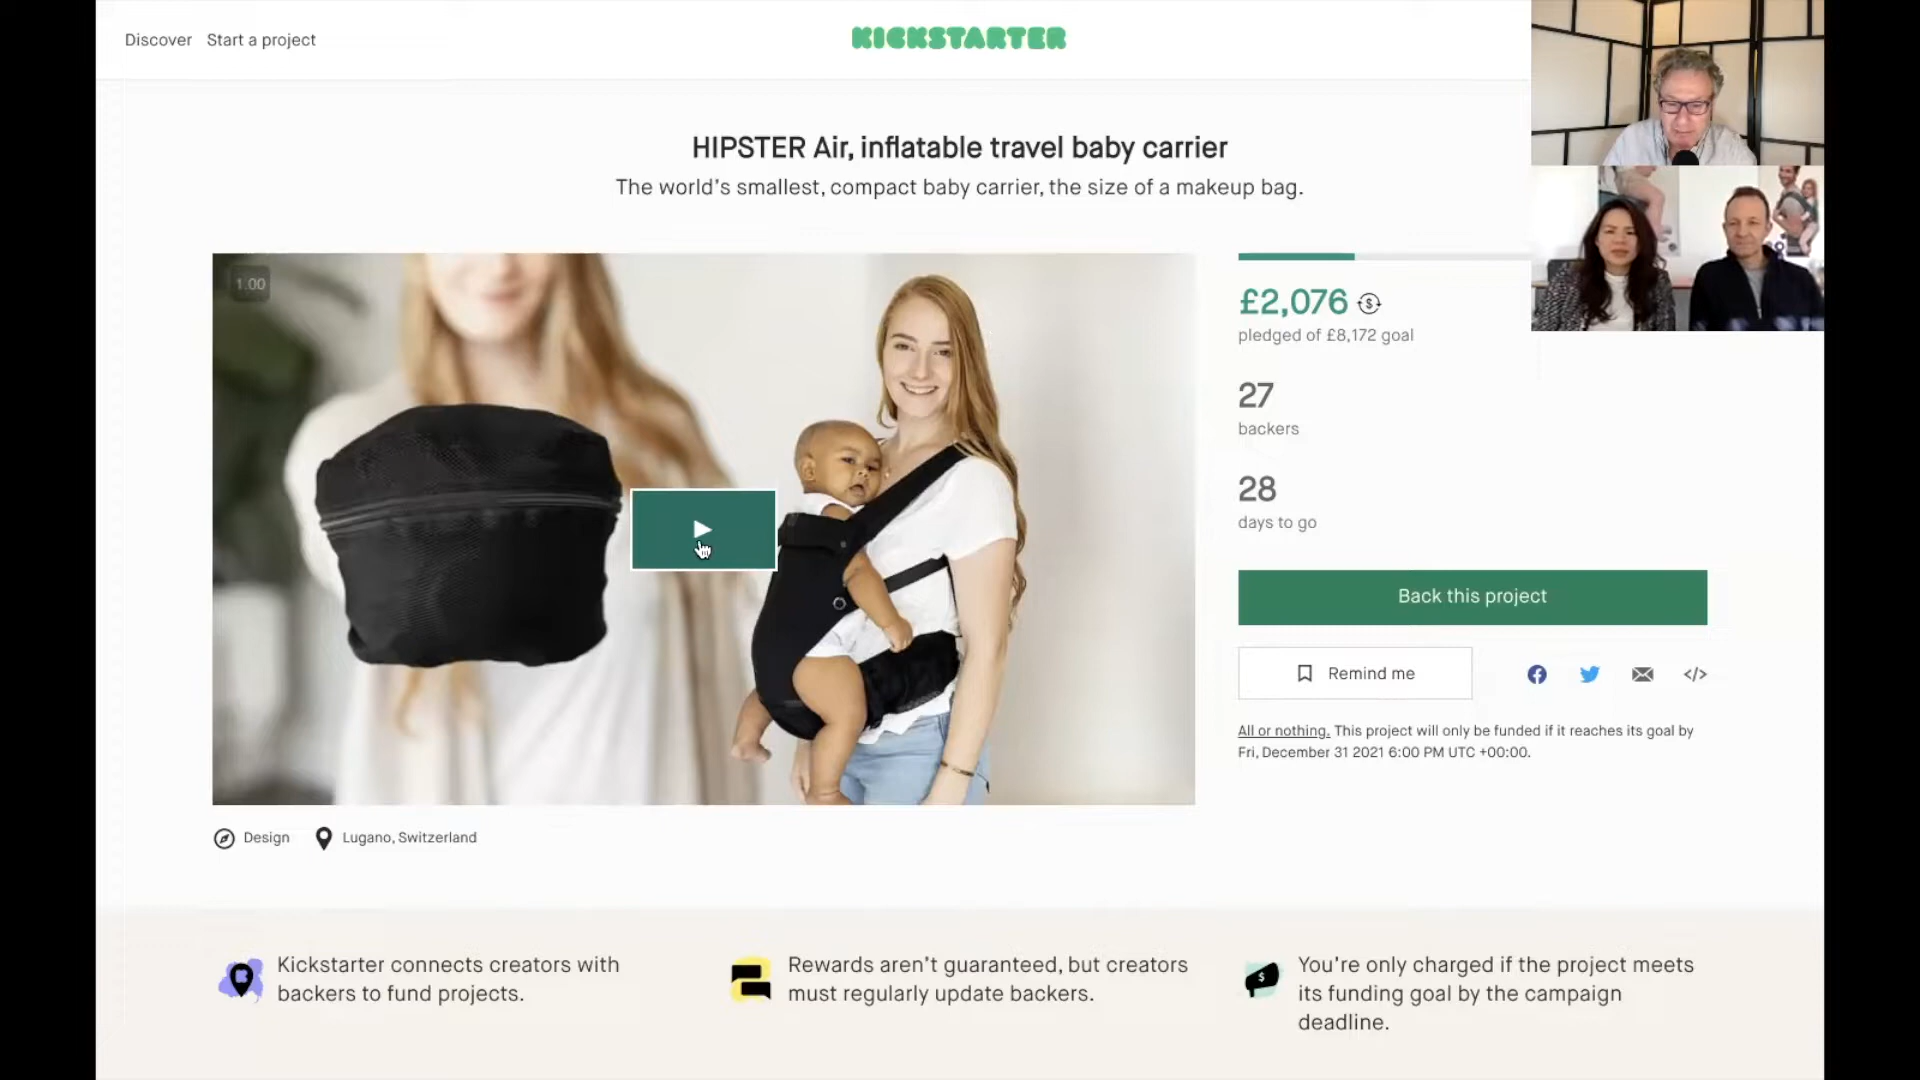 Discover Start a project
KICKSTARTER
HIPSTER Air, inflatable travel baby carrier
The world's smallest, compact baby carrier, the size of a makeup bag.
1.00
£2,076
pledged of £8,172 goal
27
backers
28
days to go
Back this project
Remind me
All or nothing. This project will only be funded if it reaches its goal by
Fri, December 31 2021 6:00 PM UTC +00:00.
Design Lugano, Switzerland
Kickstarter connects creators with
backers to fund projects.
Rewards aren't guaranteed, but creators
must regularly update backers.
You're only charged if the project meets
its funding goal by the campaign
deadline.